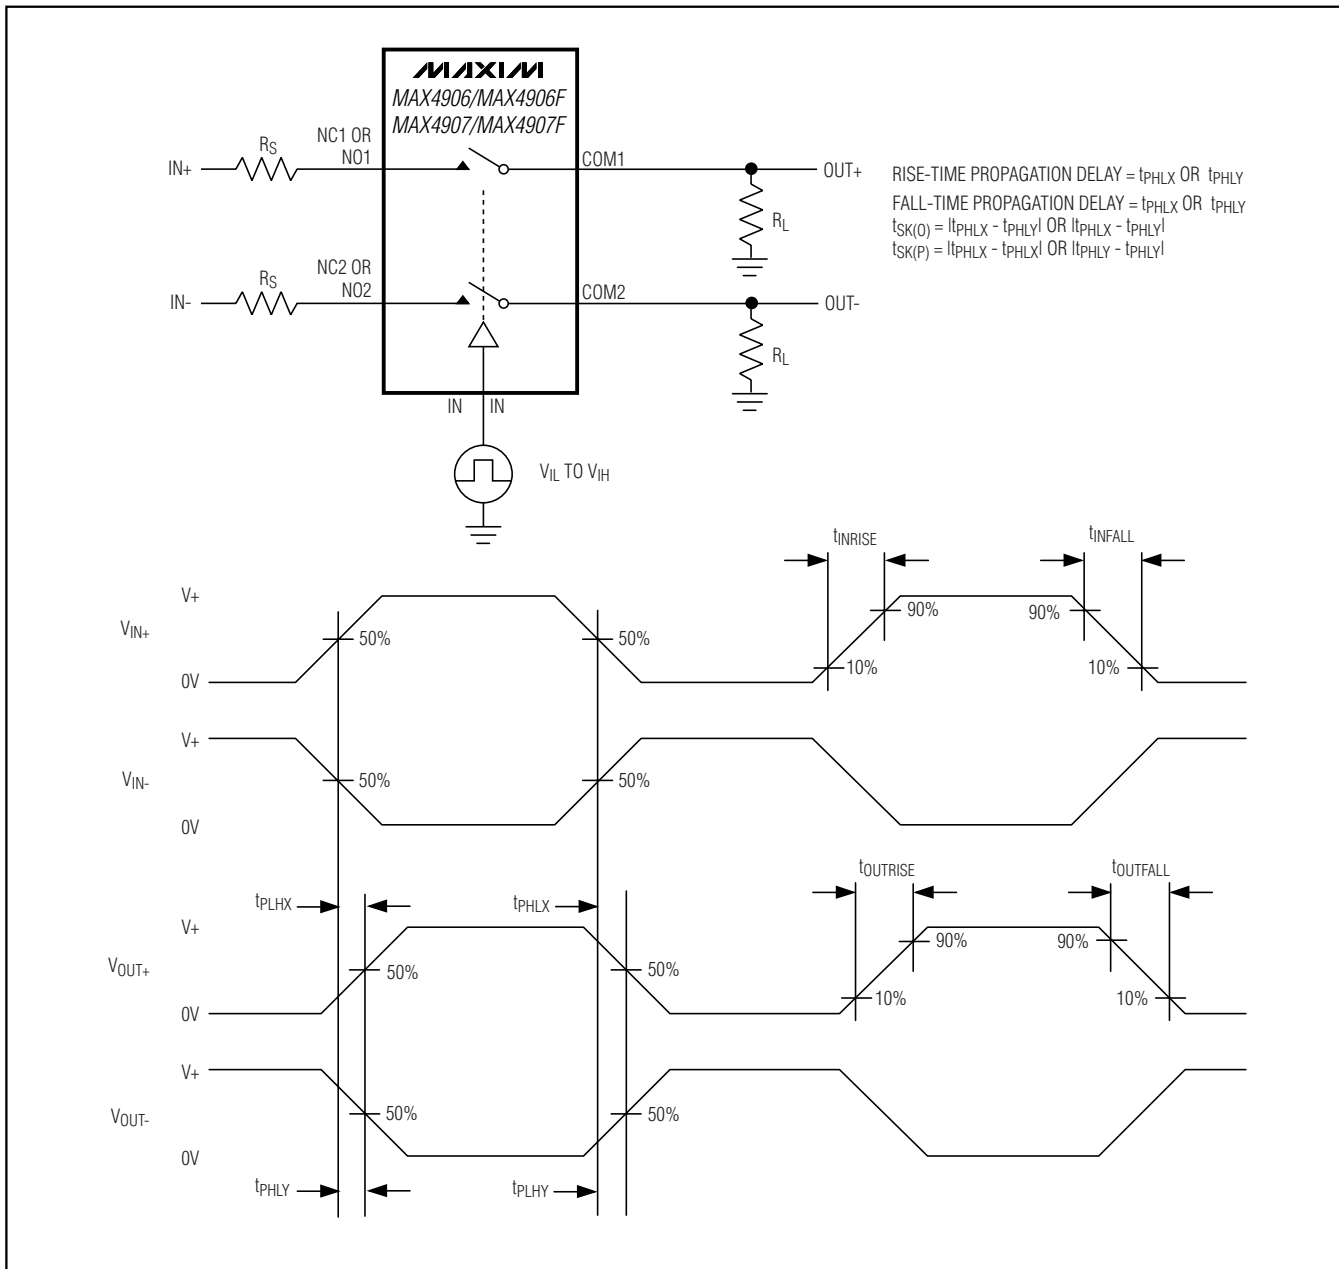 MAXIM
MAX4906/MAX4906F
MAX4907/MAX4907F
IN+
RS
NC1 OR
NO1
COM1
OUT+
RL
IN-
RS
NC2 OR
NO2
COM2
OUT-
RL
IN
IN
VIL TO VIH
RISE-TIME PROPAGATION DELAY = tPHLX OR tPHLY
FALL-TIME PROPAGATION DELAY = tPHLX OR tPHLY
tSK(O) = |tPHLX - tPHLY| OR |tPHLX - tPHLY|
tSK(P) = |tPHLX - tPHLX| OR |tPHLY - tPHLY|
tINRISE
tINFALL
V+
VIN+
0V
50%
50%
90%
10%
90%
10%
V+
VIN-
0V
50%
50%
tOUTRISE
tOUTFALL
tPLHX
tPHLX
V+
VOUT+
0V
50%
50%
90%
10%
90%
10%
V+
VOUT-
0V
50%
50%
tPHLY
tPLHY